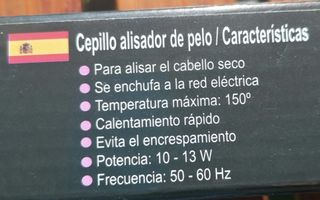 Cepillo alisador de pelo / Características
Para alisar el cabello seco
Se enchufa a la red eléctrica
Temperatura máxima: 150º
Calentamiento rápido
Evita el encrespamiento
Potencia: 10 - 13 W
Frecuencia: 50 - 60 Hz